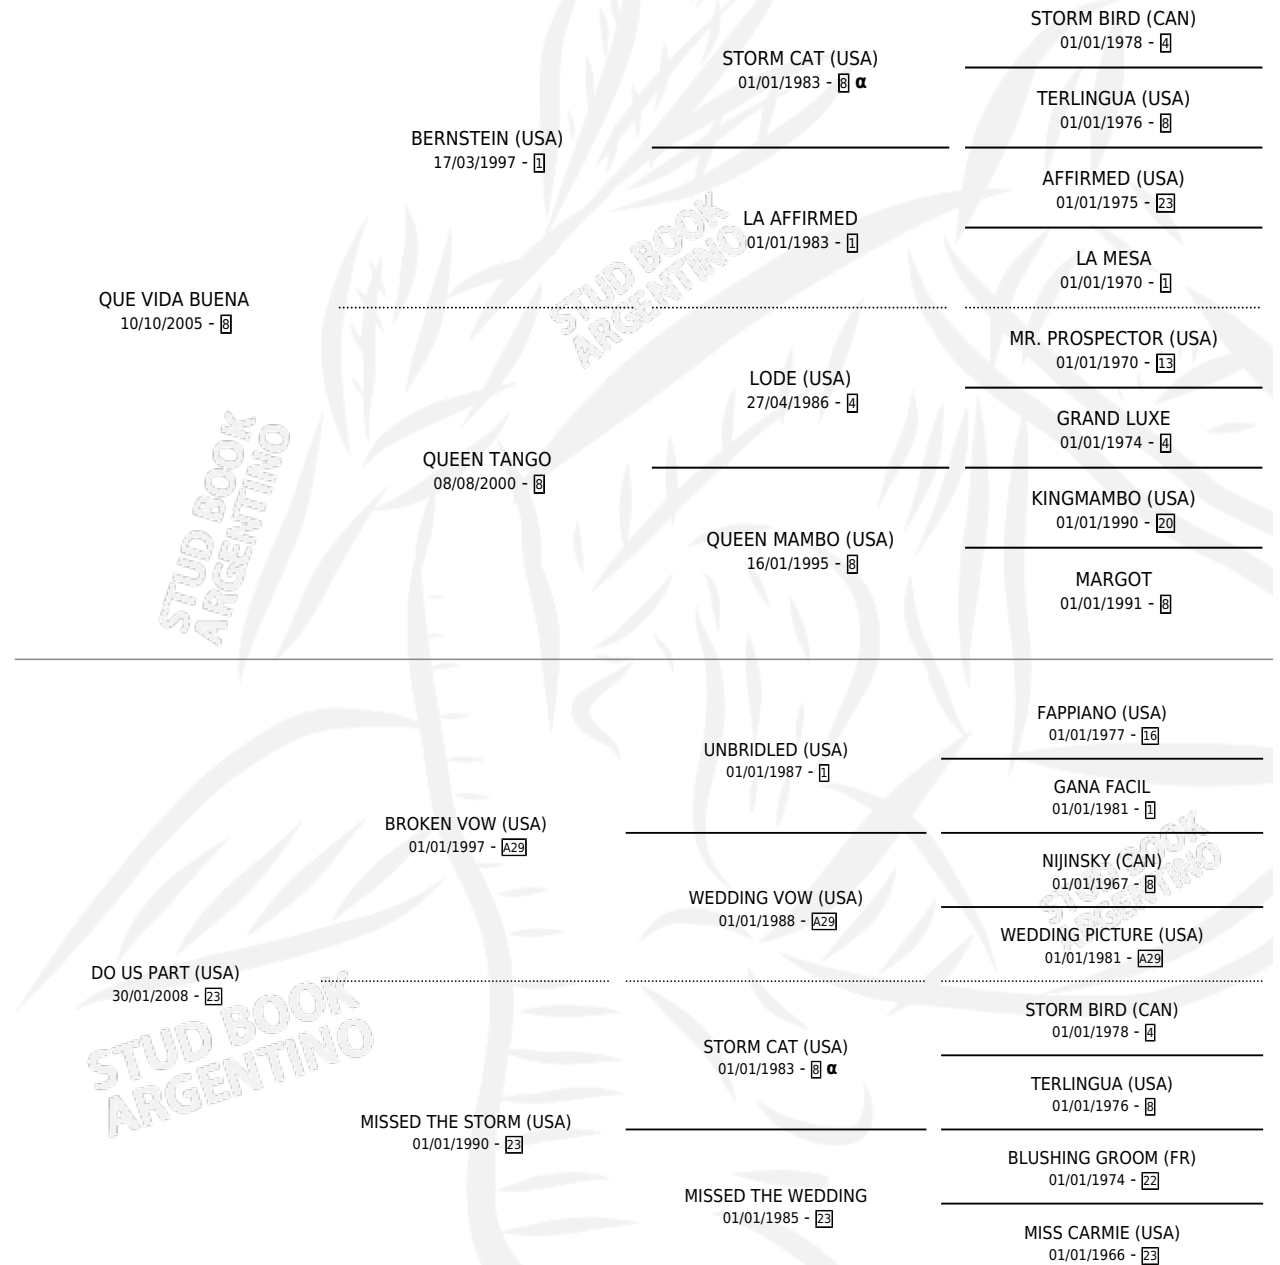 STORM BIRD (CAN)
01/01/1978 - 4
STORM CAT (USA)
01/01/1983 - 8 α
TERLINGUA (USA)
01/01/1976 - 8
BERNSTEIN (USA)
17/03/1997 - 1
AFFIRMED (USA)
01/01/1975 - 23
LA AFFIRMED
01/01/1983 - 1
LA MESA
01/01/1970 - 1
QUE VIDA BUENA
10/10/2005 - 8
MR. PROSPECTOR (USA)
01/01/1970 - 13
LODE (USA)
27/04/1986 - 4
GRAND LUXE
01/01/1974 - 4
QUEEN TANGO
08/08/2000 - 8
KINGMAMBO (USA)
01/01/1990 - 20
QUEEN MAMBO (USA)
16/01/1995 - 8
MARGOT
01/01/1991 - 8
FAPPIANO (USA)
01/01/1977 - 16
UNBRIDLED (USA)
01/01/1987 - 1
GANA FACIL
01/01/1981 - 1
BROKEN VOW (USA)
01/01/1997 - A29
NIJINSKY (CAN)
01/01/1967 - 8
WEDDING VOW (USA)
01/01/1988 - A29
WEDDING PICTURE (USA)
01/01/1981 - A29
DO US PART (USA)
30/01/2008 - 23
STORM BIRD (CAN)
01/01/1978 - 4
STORM CAT (USA)
01/01/1983 - 8 α
TERLINGUA (USA)
01/01/1976 - 8
MISSED THE STORM (USA)
01/01/1990 - 23
BLUSHING GROOM (FR)
01/01/1974 - 22
MISSED THE WEDDING
01/01/1985 - 23
MISS CARMIE (USA)
01/01/1966 - 23
STUD BOOK
ARGENTINO
STUD BOOK
ARGENTINO
STUD BOOK
ARGENTINO
STUD BOOK
ARGENTINO